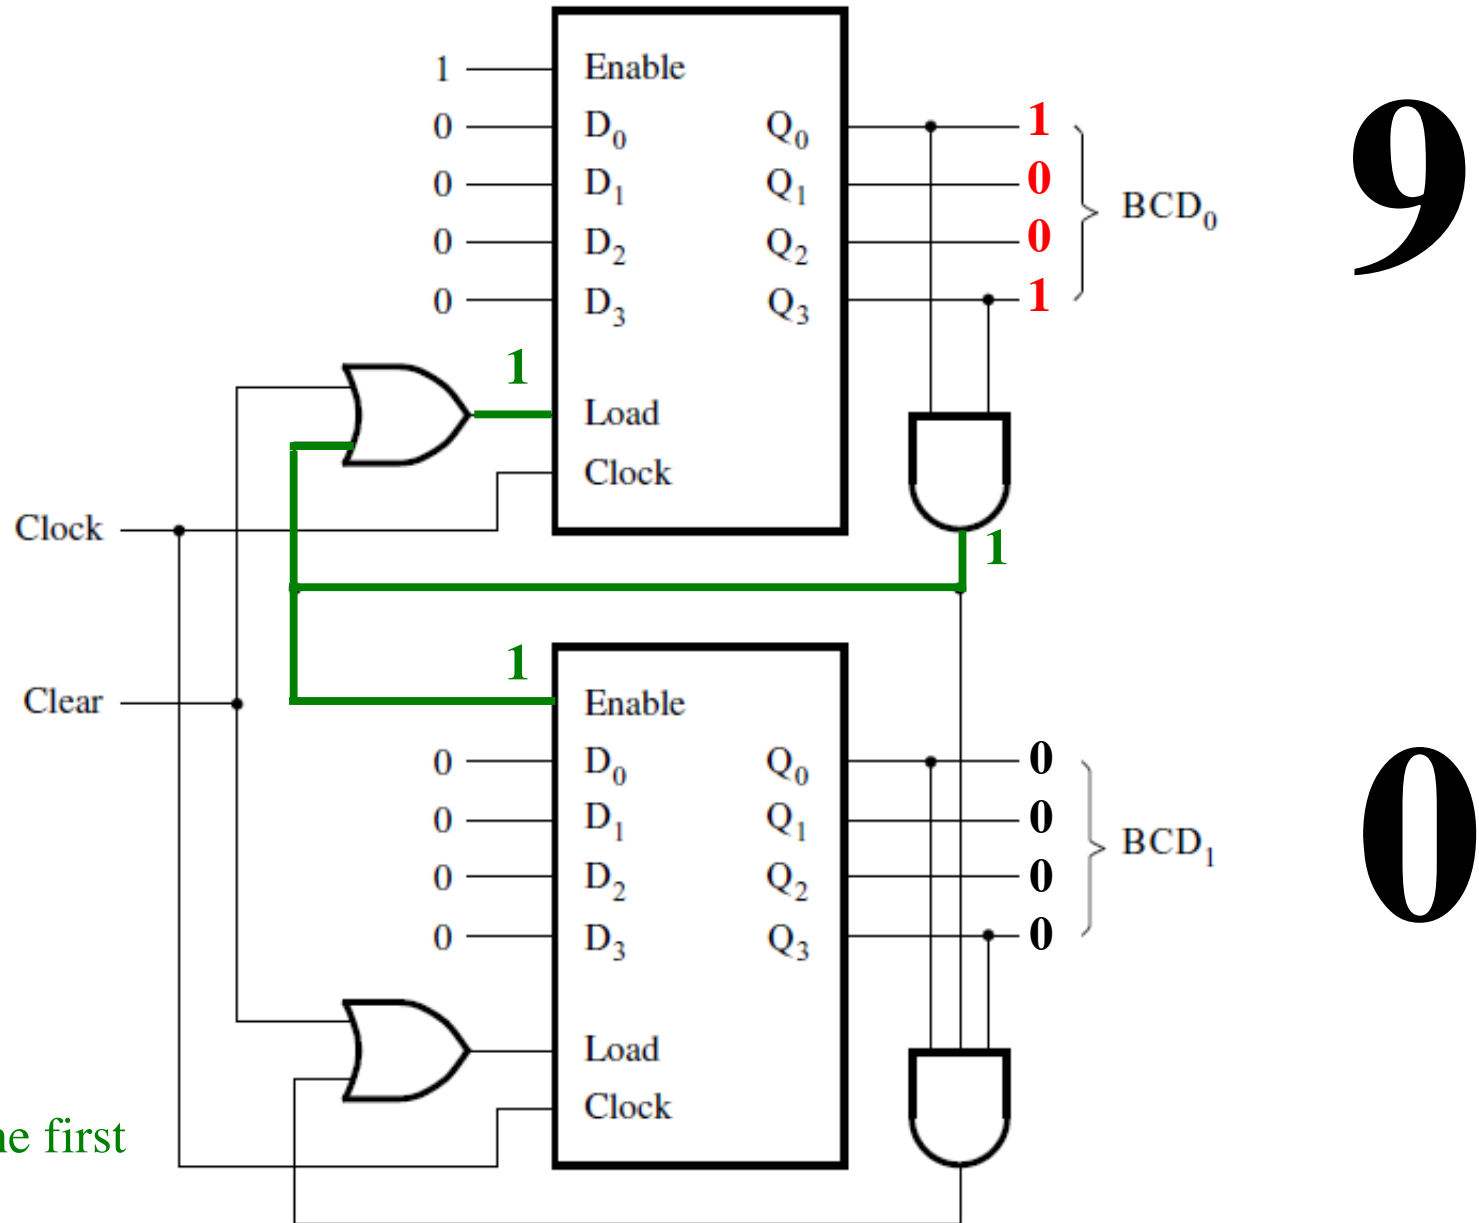 1 Enable
0 D0 Q0 1
0 D1 Q1 0
0 D2 Q2 0
0 D3 Q3 1
BCD0
9
1
Load
Clock
Clock
1
1
Clear
Enable
0 D0 Q0 0
0 D1 Q1 0
0 D2 Q2 0
0 D3 Q3 0
BCD1
0
Load
Clock
first